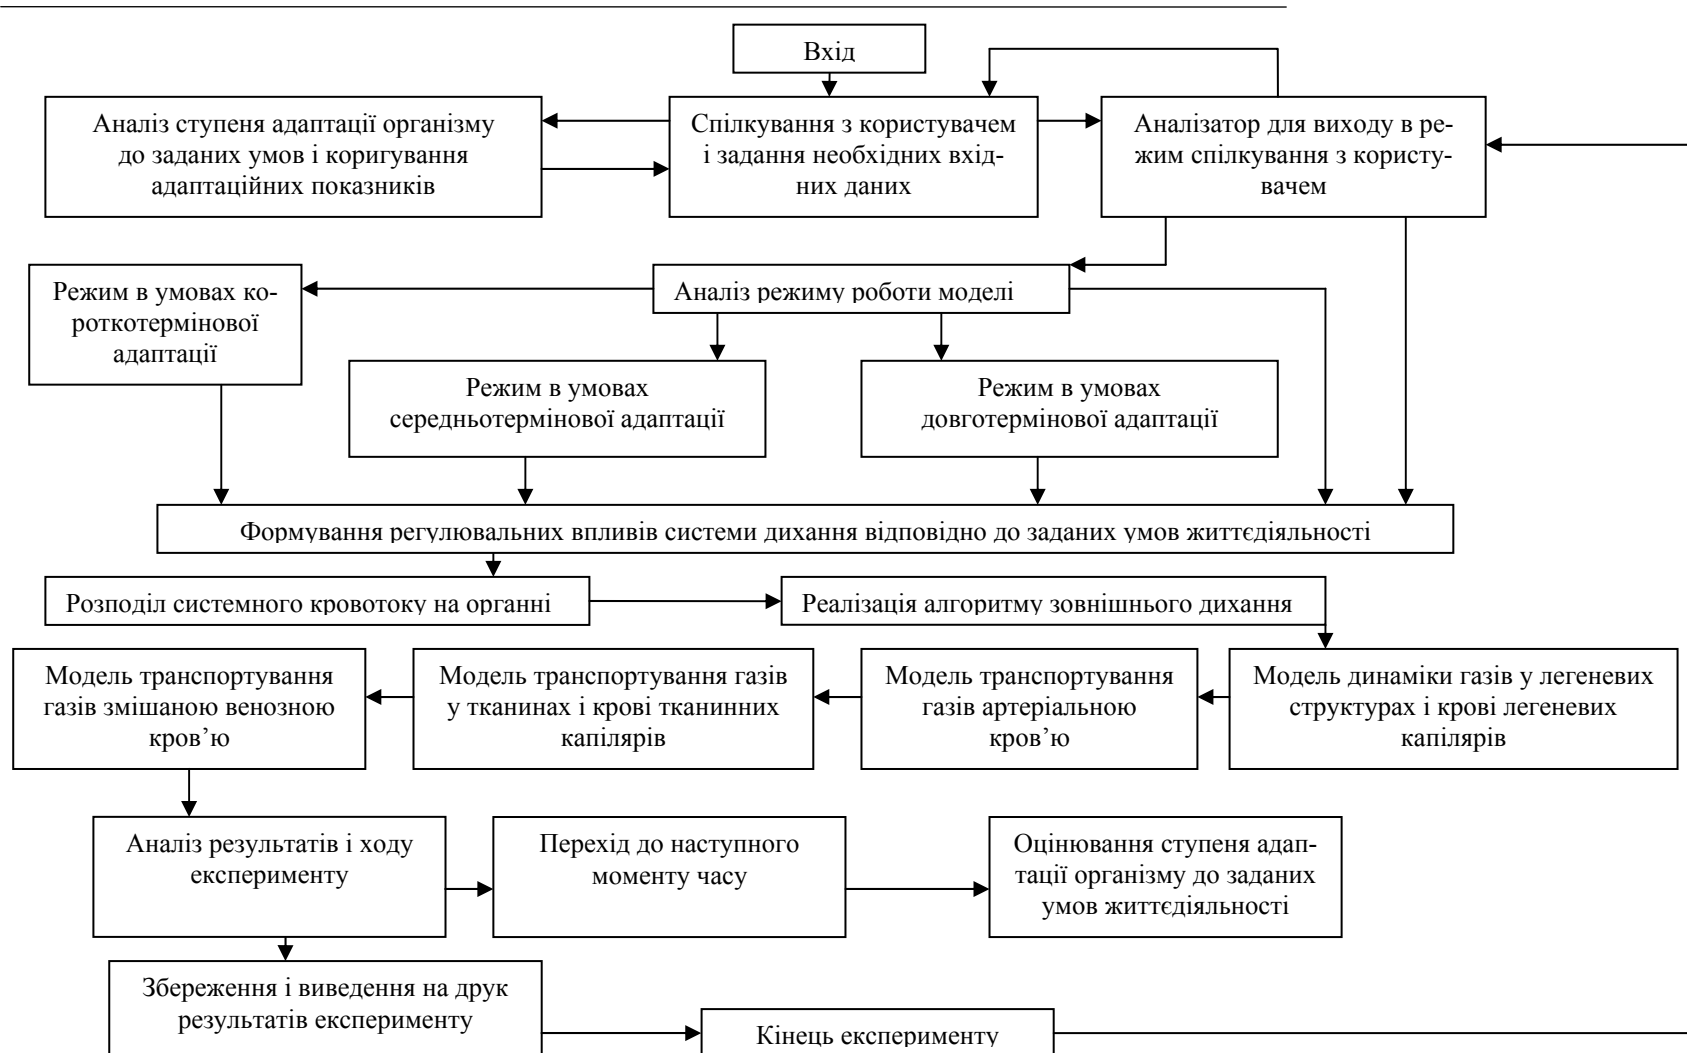 Вхід
Аналіз ступеня адаптації організму
до заданих умов і коригування
адаптаційних показників
Спілкування з користувачем
і задання необхідних вхід-
них даних
Аналізатор для виходу в ре-
жим спілкування з користу-
вачем
Режим в умовах ко-
роткотермінової
адаптації
Аналіз режиму роботи моделі
Режим в умовах
середньотермінової адаптації
Режим в умовах
довготермінової адаптації
Формування регулювальних впливів системи дихання відповідно до заданих умов життєдіяльності
Розподіл системного кровотоку на органні
Реалізація алгоритму зовнішнього дихання
Модель транспортування
газів змішаною венозною
кров’ю
Модель транспортування газів
у тканинах і крові тканинних
капілярів
Модель транспортування
газів артеріальною
кров’ю
Модель динаміки газів у легеневих
структурах і крові легеневих
капілярів
Аналіз результатів і ходу
експерименту
Перехід до наступного
моменту часу
Оцінювання ступеня адап-
тації організму до заданих
умов життєдіяльності
Збереження і виведення на друк
результатів експерименту
Кінець експерименту